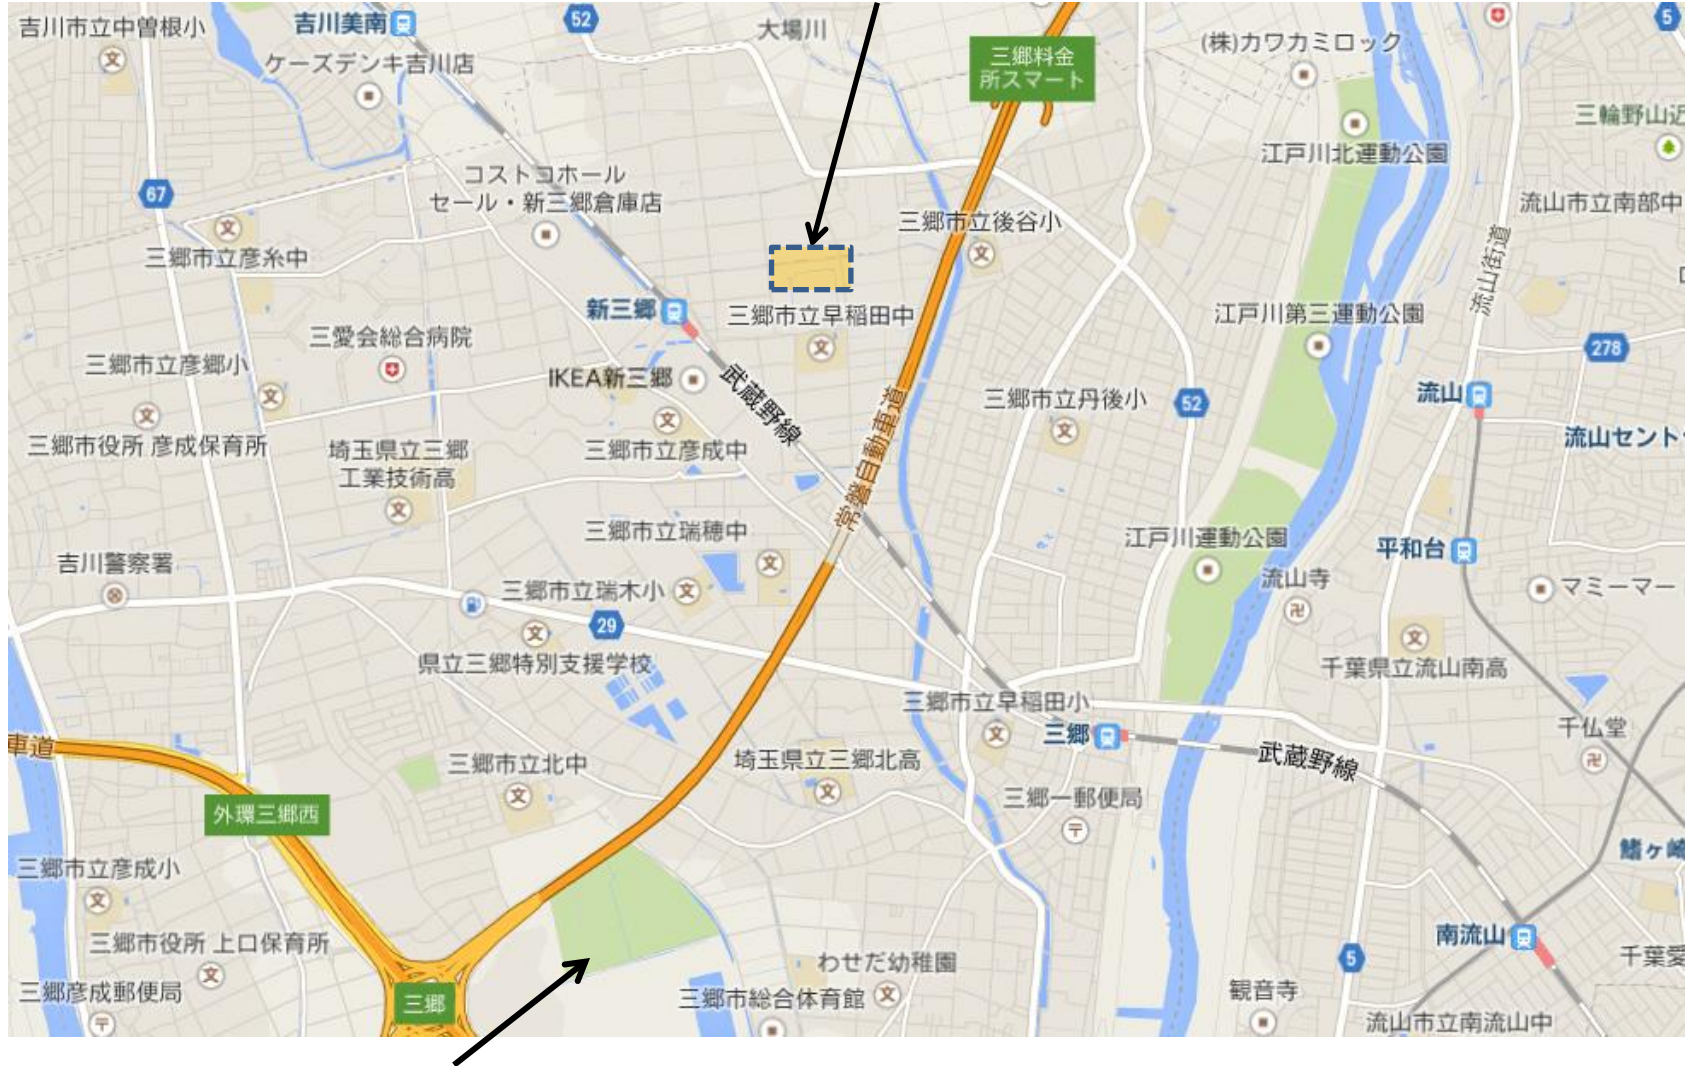 吉川市立中曽根小
吉川美南
52
大場川
三郷料金
所スマート
(株)カワカミロック
5
ケーズデンキ吉川店
三輪野山近
江戸川北運動公園
コストコホール
セール・新三郷倉庫店
67
三郷市立後谷小
流山市立南部中
三郷市立彦糸中
流山街道
新三郷
三郷市立早稲田中
江戸川第三運動公園
三愛会総合病院
278
三郷市立彦郷小
IKEA新三郷
武蔵野線
常磐自動車道
三郷市立丹後小
52
流山
流山セント
三郷市役所 彦成保育所
埼玉県立三郷
工業技術高
三郷市立彦成中
三郷市立瑞穂中
江戸川運動公園
平和台
吉川警察署
三郷市立瑞木小
流山寺
マミーマー
29
県立三郷特別支援学校
千葉県立流山南高
三郷市立早稲田小
三郷
千仏堂
車道
三郷市立北中
埼玉県立三郷北高
武蔵野線
三郷一郵便局
外環三郷西
鰭ヶ崎
三郷市立彦成小
南流山
三郷市役所 上口保育所
わせだ幼稚園
5
千葉愛
三郷彦成郵便局
三郷
三郷市総合体育館
観音寺
流山市立南流山中